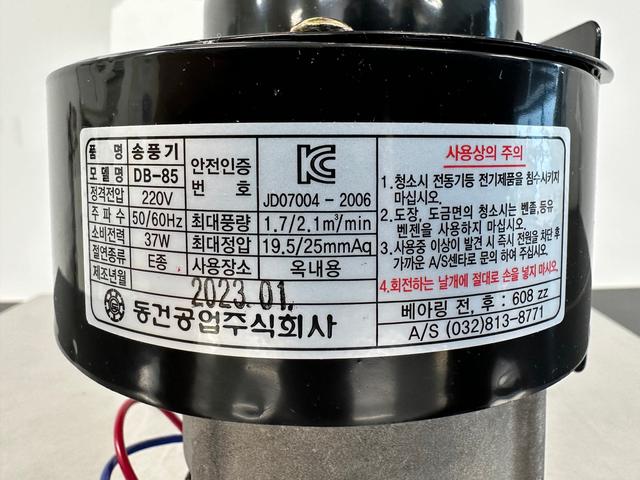 품 명 송풍기 안전인증 번 호 JD07004 - 2006
모델명 DB-85
정격전압 220V
주파수 50/60Hz 최대풍량 1.7/2.1m³/min
소비전력 37W 최대정압 19.5/25mmAq
절연종류 E종 사용장소 옥내용
제조년월 2023.01.
동건공업주식회사
사용상의 주의
1.청소시 전동기등 전기제품을 침수시키지
마십시오.
2.도장, 도금면의 청소시는 벤졸,등유
벤젠을 사용하지 마십시오.
3.사용중 이상이 발견 시 즉시 전원을 차단 후
가까운 A/S센타로 문의 하여 주십시오.
4.회전하는 날개에 절대로 손을 넣지 마시오.
베아링 전, 후 : 608 zz
A/S (032)813-8771